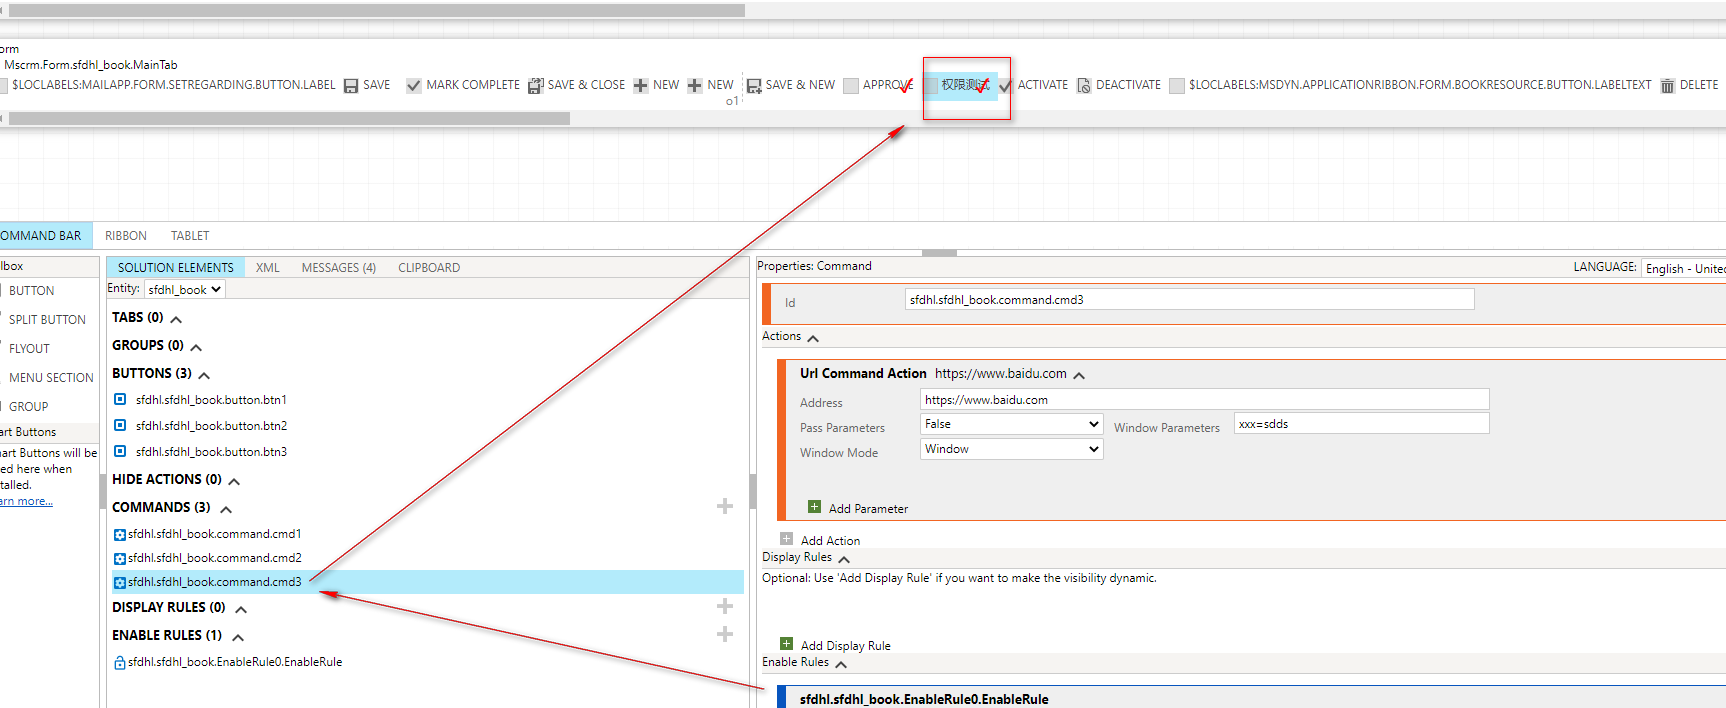 orm
Mscrm.Form.sfdhl_book.MainTab
$LOCLABELS:MAILAPP.FORM.SETREGARDING.BUTTON.LABEL SAVE MARK COMPLETE SAVE & CLOSE NEW NEW SAVE & NEW APPROVE 权限测试 ACTIVATE DEACTIVATE $LOCLABELS:MSDYN.APPLICATIONRIBBON.FORM.BOOKRESOURCE.BUTTON.LABELTEXT DELETE
o1
OMMAND BAR RIBBON TABLET
lbox
BUTTON
SPLIT BUTTON
FLYOUT
MENU SECTION
GROUP
art Buttons
nart Buttons will be
ed here when
talled.
arn more...
SOLUTION ELEMENTS XML MESSAGES (4) CLIPBOARD
Entity: sfdhl_book
TABS (0)
GROUPS (0)
BUTTONS (3)
sfdhl.sfdhl_book.button.btn1
sfdhl.sfdhl_book.button.btn2
sfdhl.sfdhl_book.button.btn3
HIDE ACTIONS (0)
COMMANDS (3)
sfdhl.sfdhl_book.command.cmd1
sfdhl.sfdhl_book.command.cmd2
sfdhl.sfdhl_book.command.cmd3
DISPLAY RULES (0)
ENABLE RULES (1)
sfdhl.sfdhl_book.EnableRule0.EnableRule
Properties: Command LANGUAGE: English - United
Id sfdhl.sfdhl_book.command.cmd3
Actions
Url Command Action https://www.baidu.com
Address https://www.baidu.com
Pass Parameters False Window Parameters xxx=sdds
Window Mode Window
Add Parameter
Add Action
Display Rules
Optional: Use 'Add Display Rule' if you want to make the visibility dynamic.
Add Display Rule
Enable Rules
sfdhl.sfdhl_book.EnableRule0.EnableRule